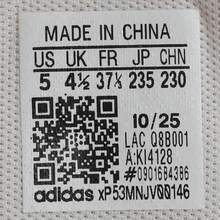 MADE IN CHINA
US UK FR JP CHN
5 4½ 37⅓ 235 230
10/25
LAC Q8B001
A:KI4128
#0901684386
adidas xP53MNJV00146